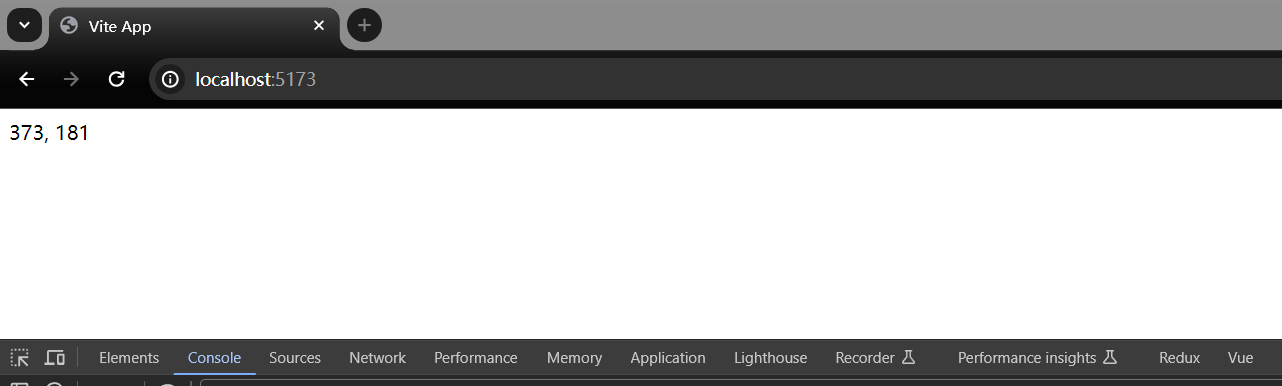 Vite App
localhost:5173
373, 181
Elements Console Sources Network Performance Memory Application Lighthouse Recorder Performance insights Redux Vue